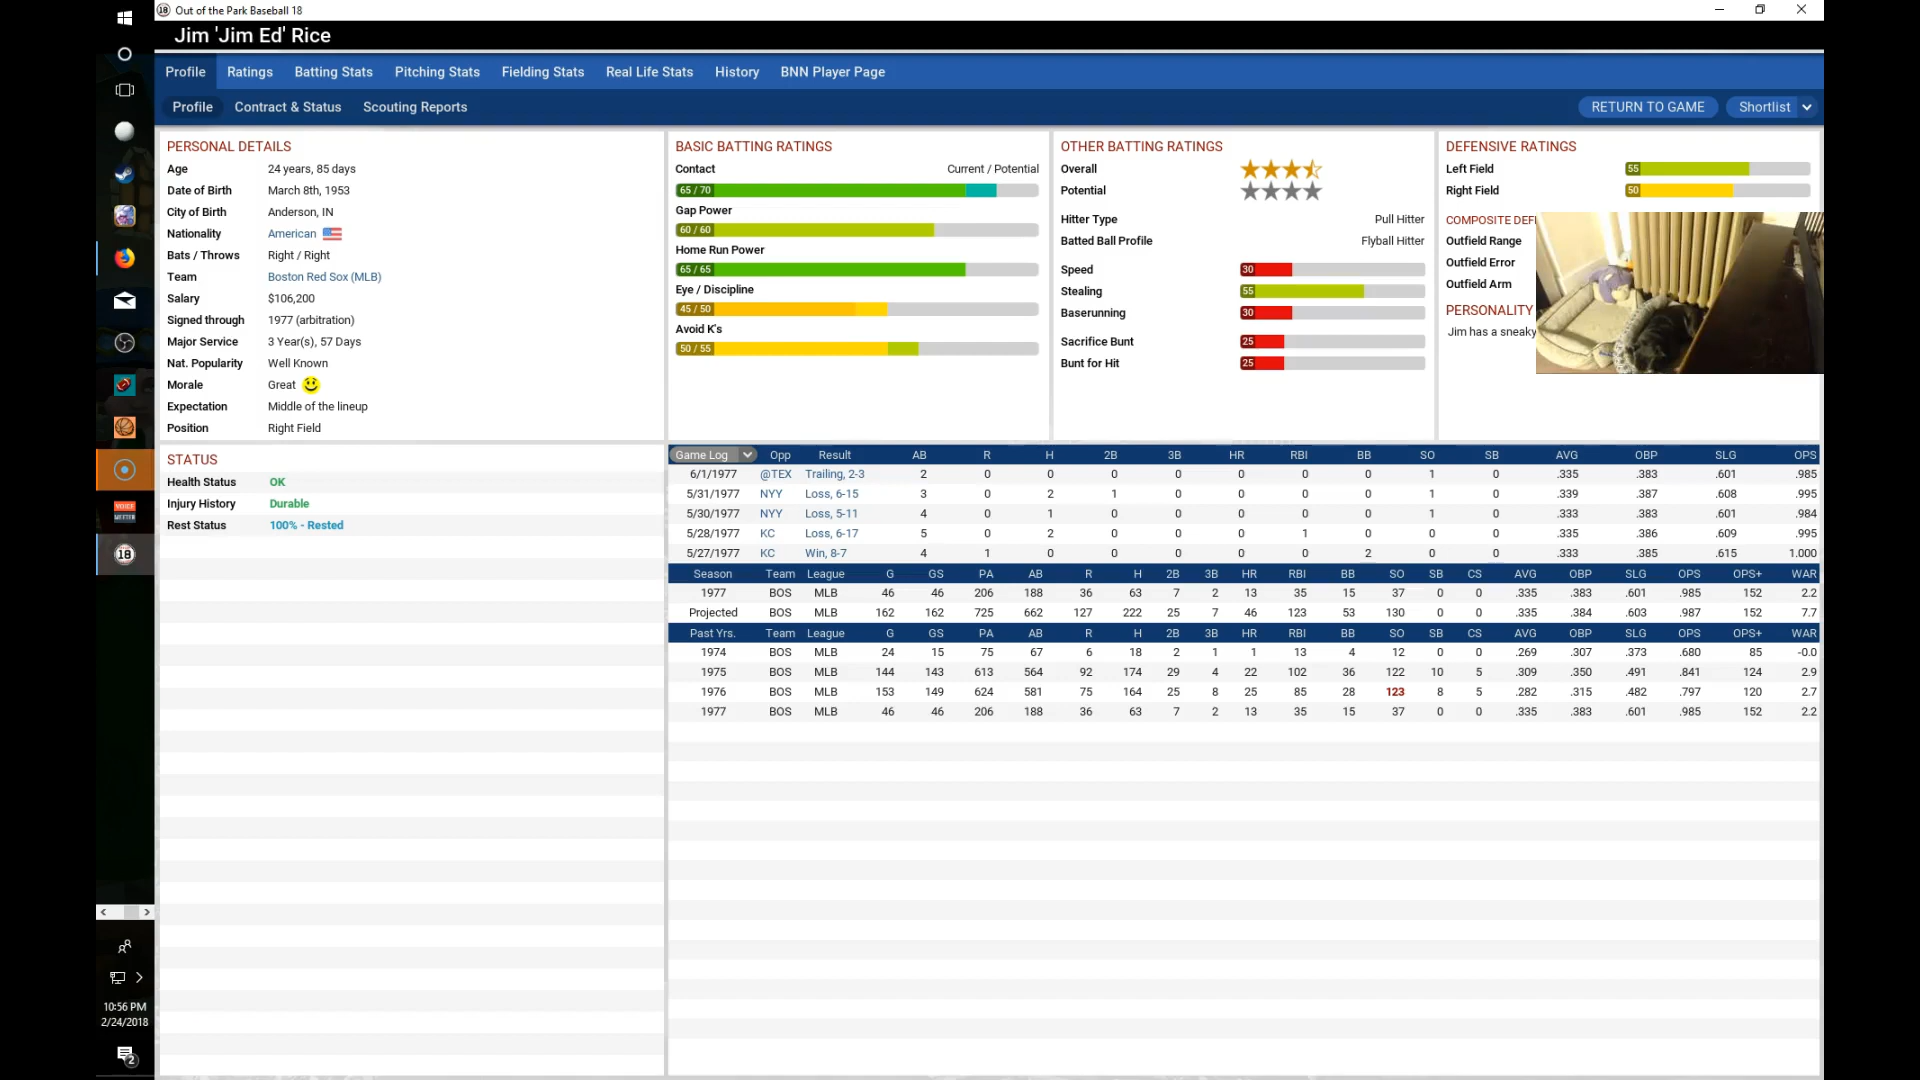 Out of the Park Baseball 18
Jim 'Jim Ed' Rice
Profile Ratings Batting Stats Pitching Stats Fielding Stats Real Life Stats History BNN Player Page
Profile Contract & Status Scouting Reports RETURN TO GAME Shortlist
PERSONAL DETAILS
Age 24 years, 85 days
Date of Birth March 8th, 1953
City of Birth Anderson, IN
Nationality American
Bats / Throws Right / Right
Team Boston Red Sox (MLB)
Salary $106,200
Signed through 1977 (arbitration)
Major Service 3 Year(s), 57 Days
Nat. Popularity Well Known
Morale Great
Expectation Middle of the lineup
Position Right Field
BASIC BATTING RATINGS
Contact Current / Potential
65 / 70
Gap Power
60 / 60
Home Run Power
65 / 65
Eye / Discipline
45 / 50
Avoid K's
50 / 55
OTHER BATTING RATINGS
Overall
Potential
Hitter Type Pull Hitter
Batted Ball Profile Flyball Hitter
Speed 30
Stealing 55
Baserunning 30
Sacrifice Bunt 25
Bunt for Hit 25
DEFENSIVE RATINGS
Left Field 55
Right Field 50
COMPOSITE DEF
Outfield Range
Outfield Error
Outfield Arm
PERSONALITY
Jim has a sneaky
STATUS
Health Status OK
Injury History Durable
Rest Status 100% - Rested
Game Log Opp Result AB R H 2B 3B HR RBI BB SO SB AVG OBP SLG OPS
6/1/1977 @TEX Trailing, 2-3 2 0 0 0 0 0 0 0 1 0 .335 .383 .601 .985
5/31/1977 NYY Loss, 6-15 3 0 2 1 0 0 0 0 1 0 .339 .387 .608 .995
5/30/1977 NYY Loss, 5-11 4 0 1 0 0 0 0 0 1 0 .333 .383 .601 .984
5/28/1977 KC Loss, 6-17 5 0 2 0 0 0 1 0 0 0 .335 .386 .609 .995
5/27/1977 KC Win, 8-7 4 1 0 0 0 0 0 2 0 0 .333 .385 .615 1.000
Season Team League G GS PA AB R H 2B 3B HR RBI BB SO SB CS AVG OBP SLG OPS OPS+ WAR
1977 BOS MLB 46 46 206 188 36 63 7 2 13 35 15 37 0 0 .335 .383 .601 .985 152 2.2
Projected BOS MLB 162 162 725 662 127 222 25 7 46 123 53 130 0 0 .335 .384 .603 .987 152 7.7
Past Yrs. Team League G GS PA AB R H 2B 3B HR RBI BB SO SB CS AVG OBP SLG OPS OPS+ WAR
1974 BOS MLB 24 15 75 67 6 18 2 1 1 13 4 12 0 0 .269 .307 .373 .680 85 -0.0
1975 BOS MLB 144 143 613 564 92 174 29 4 22 102 36 122 10 5 .309 .350 .491 .841 124 2.9
1976 BOS MLB 153 149 624 581 75 164 25 8 25 85 28 123 8 5 .282 .315 .482 .797 120 2.7
1977 BOS MLB 46 46 206 188 36 63 7 2 13 35 15 37 0 0 .335 .383 .601 .985 152 2.2
VOICE
18
10:56 PM
2/24/2018
2